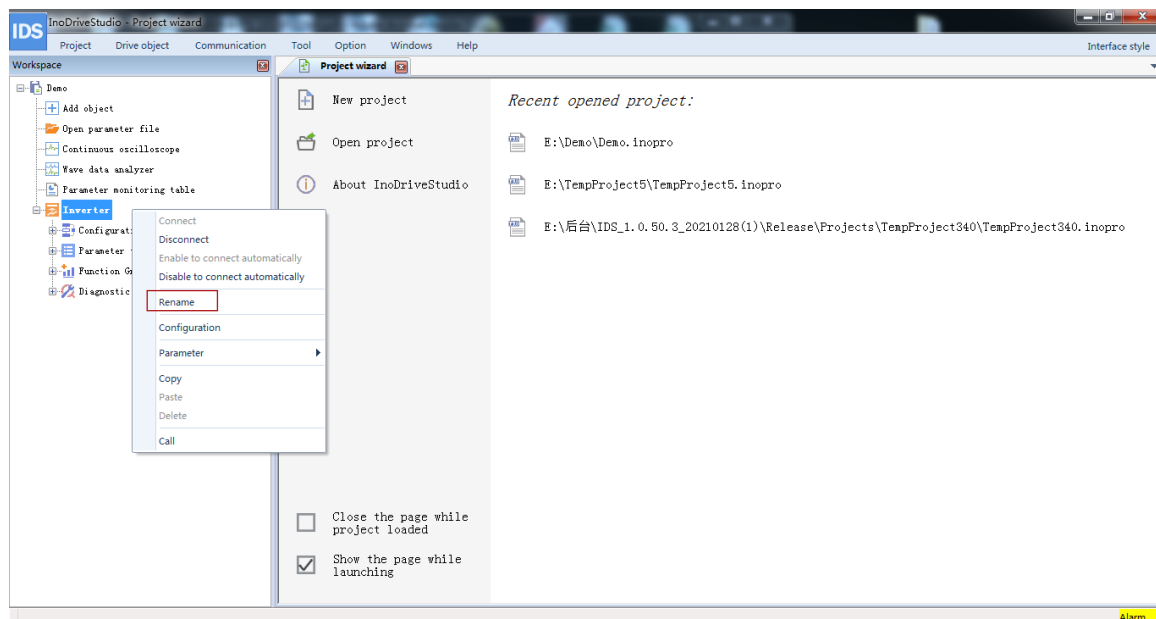 IDS
InoDriveStudio - Project wizard
Project Drive object Communication Tool Option Windows Help Interface style
Workspace
Project wizard
Demo
Add object
Open parameter file
Continuous oscilloscope
Wave data analyzer
Parameter monitoring table
Inverter
Configurat
Parameter
Function G
Diagnostic
Connect
Disconnect
Enable to connect automatically
Disable to connect automatically
Rename
Configuration
Parameter
Copy
Paste
Delete
Call
New project
Open project
About InoDriveStudio
Close the page while
project loaded
Show the page while
launching
Recent opened project:
E:\Demo\Demo.inopro
E:\TempProject5\TempProject5.inopro
E:\后台\IDS_1.0.50.3_20210128(1)\Release\Projects\TempProject340\TempProject340.inopro
Alarm